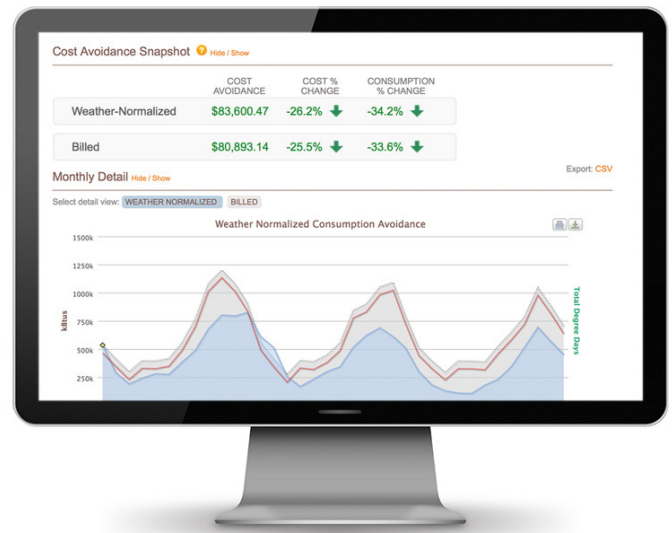 Cost Avoidance Snapshot ? Hide / Show
COST AVOIDANCE COST % CHANGE CONSUMPTION % CHANGE
Weather-Normalized $83,600.47 -26.2% -34.2%
Billed $80,893.14 -25.5% -33.6%
Export: CSV
Monthly Detail Hide / Show
Select detail view: WEATHER NORMALIZED BILLED
Weather Normalized Consumption Avoidance
1500k
1250k
1000k
750k
500k
250k
kBtus
Total Degree Days